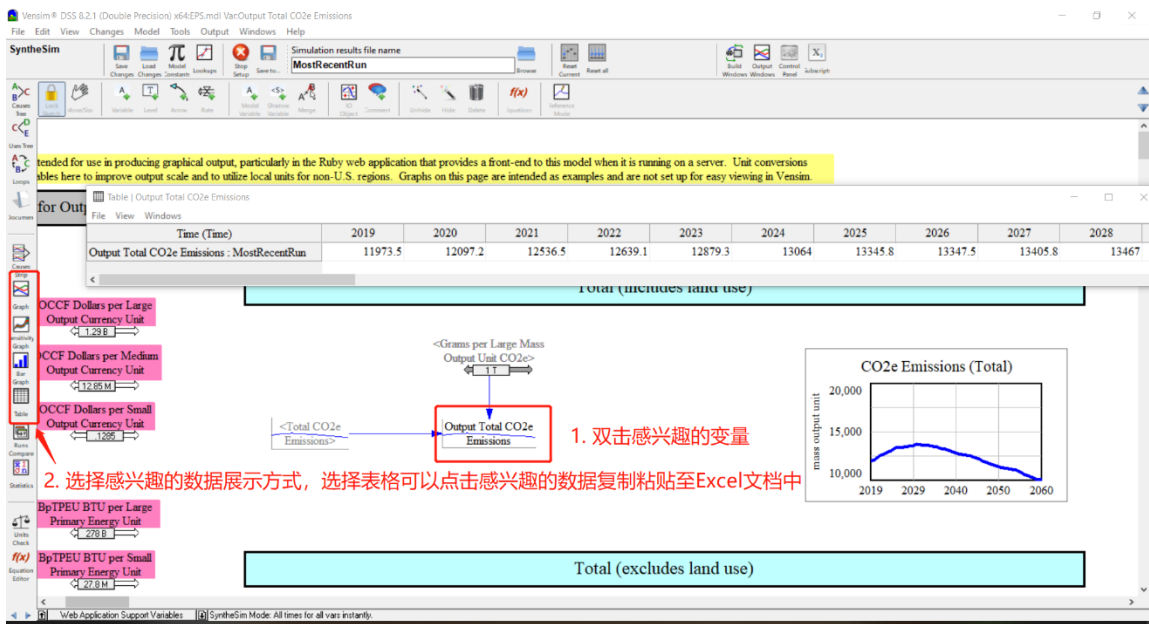 Vensim® DSS 8.2.1 (Double Precision) x64:EPS.mdl Var:Output Total CO2e Emissions
File Edit View Changes Model Tools Output Windows Help
SyntheSim
Save Changes
Load Changes
Model Constants
Lookups
Stop Setup
Save to...
Simulation results file name
MostRecentRun
Browse
Reset Current
Reset all
Build Windows
Output Windows
Control Panel
Subscript
Causes Tree
Lock Sketch
Move/Size
Variable
Level
Arrow
Rate
Model Variable
Shadow Variable
Merge
IO Object
Comment
Unhide
Hide
Delete
f(x)
Equations
Reference Mode
Uses Tree
Loops
Document
Causes Strip
Graph
Sensitivity Graph
Bar Graph
Table
Runs Compare
Statistics
Units Check
f(x)
Equation Editor
tended for use in producing graphical output, particularly in the Ruby web application that provides a front-end to this model when it is running on a server. Unit conversions
ables here to improve output scale and to utilize local units for non-U.S. regions. Graphs on this page are intended as examples and are not set up for easy viewing in Vensim.
for Outp
Table | Output Total CO2e Emissions
File View Windows
Time (Time) 2019 2020 2021 2022 2023 2024 2025 2026 2027 2028
Output Total CO2e Emissions : MostRecentRun 11973.5 12097.2 12536.5 12639.1 12879.3 13064 13345.8 13347.5 13405.8 13467
Total (includes land use)
OCCF Dollars per Large
Output Currency Unit
1.29 B
OCCF Dollars per Medium
Output Currency Unit
12.85 M
OCCF Dollars per Small
Output Currency Unit
.1285
<Grams per Large Mass
Output Unit CO2e>
1 T
<Total CO2e
Emissions>
Output Total CO2e
Emissions
1. 双击感兴趣的变量
2. 选择感兴趣的数据展示方式，选择表格可以点击感兴趣的数据复制粘贴至Excel文档中
CO2e Emissions (Total)
mass output unit
20,000
15,000
10,000
2019 2029 2040 2050 2060
BpTPEU BTU per Large
Primary Energy Unit
278 B
BpTPEU BTU per Small
Primary Energy Unit
27.8 M
Total (excludes land use)
Web Application Support Variables
SyntheSim Mode: All times for all vars instantly.